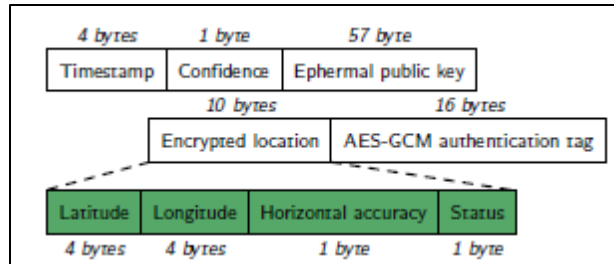 4 bytes 1 byte 57 byte
Timestamp Confidence Ephermal public key
10 bytes 16 bytes
Encrypted location AES-GCM authentication tag
Latitude Longitude Horizontal accuracy Status
4 bytes 4 bytes 1 byte 1 byte